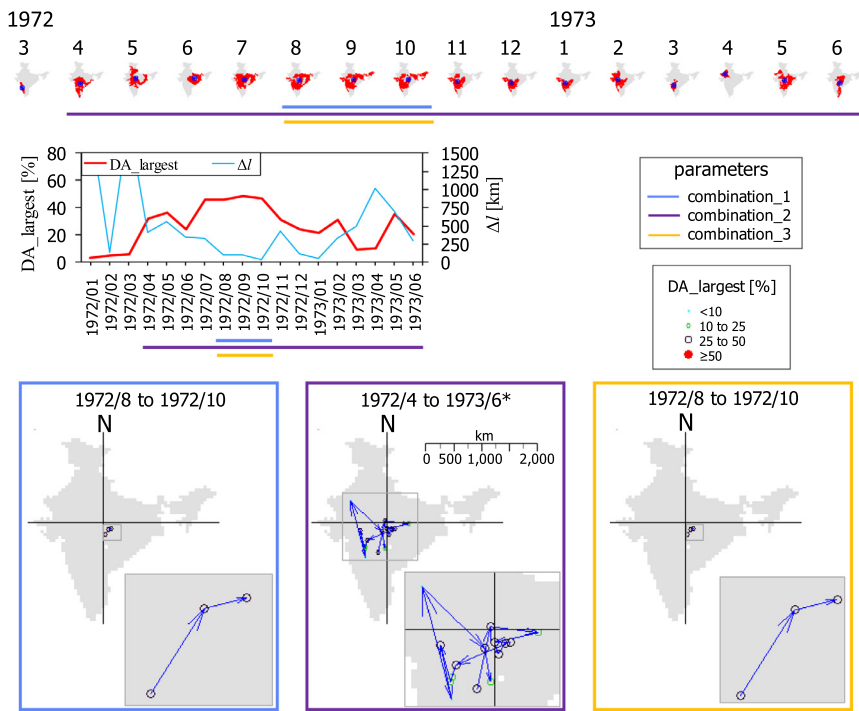 1972
1973
3 4 5 6 7 8 9 10 11 12 1 2 3 4 5 6
DA_largest
Δl
DA_largest [%]
80
60
40
20
0
1500
1250
1000
750
500
250
0
Δl [km]
1972/01
1972/02
1972/03
1972/04
1972/05
1972/06
1972/07
1972/08
1972/09
1972/10
1972/11
1972/12
1973/01
1973/02
1973/03
1973/04
1973/05
1973/06
parameters
combination_1
combination_2
combination_3
DA_largest [%]
<10
10 to 25
25 to 50
≥50
1972/8 to 1972/10
N
1972/4 to 1973/6*
N
km
0 500 1,000 2,000
1972/8 to 1972/10
N